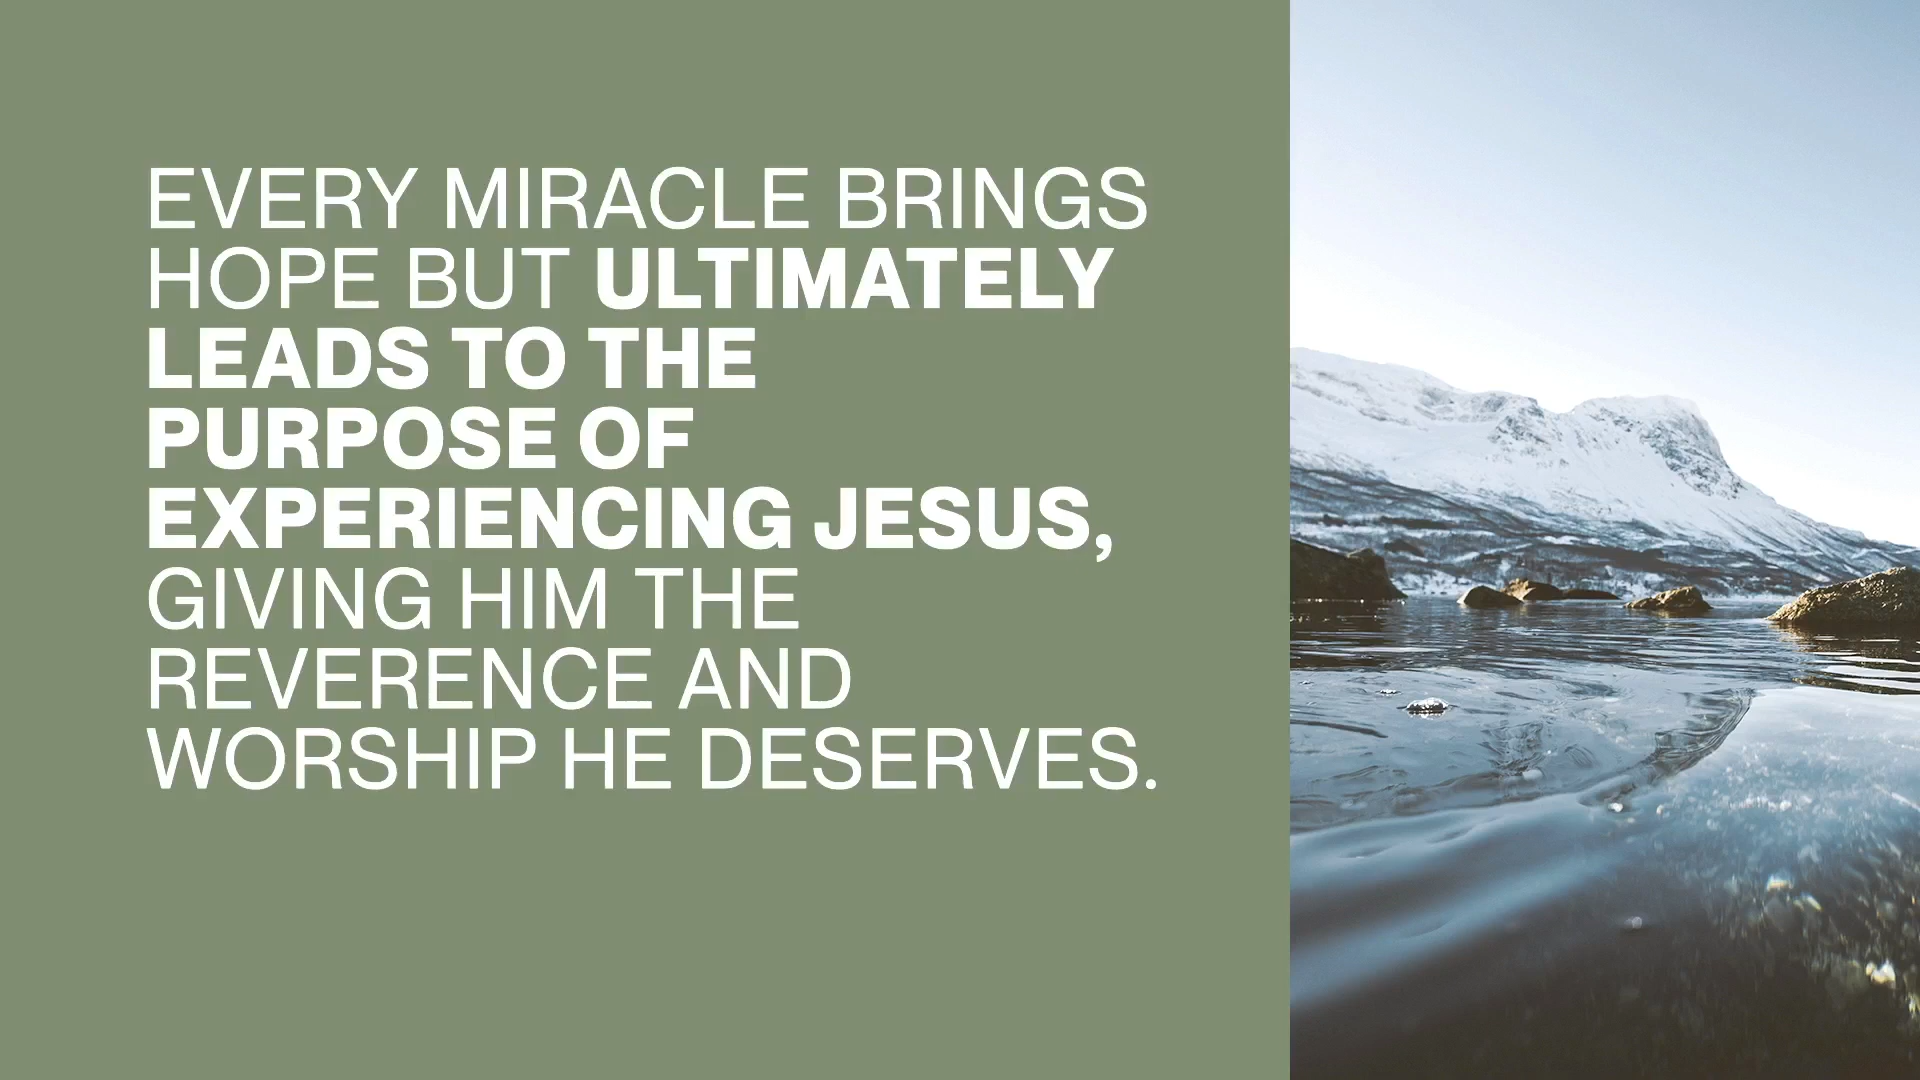 EVERY MIRACLE BRINGS
HOPE BUT ULTIMATELY
LEADS TO THE
PURPOSE OF
EXPERIENCING JESUS,
GIVING HIM THE
REVERENCE AND
WORSHIP HE DESERVES.